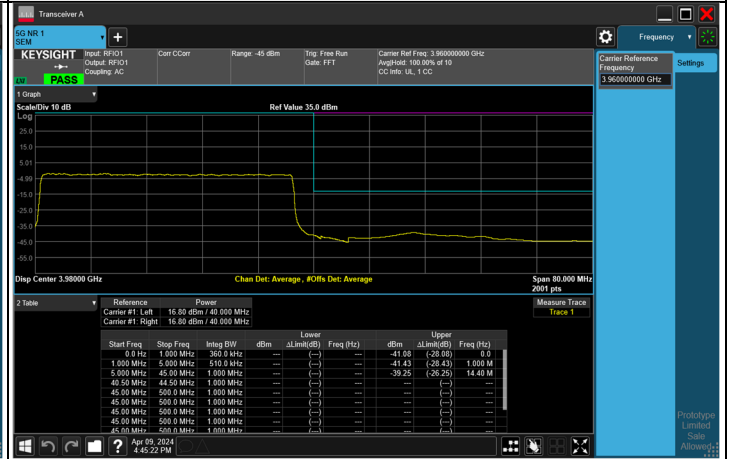 Transceiver A
5G NR 1
SEM
Frequency
KEYSIGHT Input: RFIO1 Corr CCorr Range: -45 dBm Trig: Free Run Carrier Ref Freq: 3.960000000 GHz
Output: RFIO1 Gate: FFT Avg|Hold: 100.00% of 10
Coupling: AC CC Info: UL, 1 CC
LXI PASS
Carrier Reference
Frequency
3.960000000 GHz
Settings
1 Graph
Scale/Div 10 dB Ref Value 35.0 dBm
Log
25.0
15.0
5.01
-4.99
-15.0
-25.0
-35.0
-45.0
-55.0
Disp Center 3.98000 GHz Chan Det: Average, #Offs Det: Average Span 80.000 MHz
2001 pts
2 Table
Reference Power
Carrier #1: Left 16.80 dBm / 40.000 MHz
Carrier #1: Right 16.80 dBm / 40.000 MHz
Measure Trace
Trace 1
Lower Upper
Start Freq Stop Freq Integ BW dBm ΔLimit(dB) Freq (Hz) dBm ΔLimit(dB) Freq (Hz)
0.0 Hz 1.000 MHz 360.0 kHz --- (---) --- -41.08 (-28.08) 0.0
1.000 MHz 5.000 MHz 510.0 kHz --- (---) --- -41.43 (-28.43) 1.000 M
5.000 MHz 45.00 MHz 1.000 MHz --- (---) --- -39.25 (-26.25) 14.40 M
40.50 MHz 44.50 MHz 1.000 MHz --- (---) --- --- (---) ---
45.00 MHz 500.0 MHz 1.000 MHz --- (---) --- --- (---) ---
45.00 MHz 500.0 MHz 1.000 MHz --- (---) --- --- (---) ---
45.00 MHz 500.0 MHz 1.000 MHz --- (---) --- --- (---) ---
45.00 MHz 500.0 MHz 1.000 MHz --- (---) --- --- (---) ---
45.00 MHz 500.0 MHz 1.000 MHz --- (---) --- --- (---) ---
Prototype
Limited
Sale
Allowed
? Apr 09, 2024
4:45:22 PM